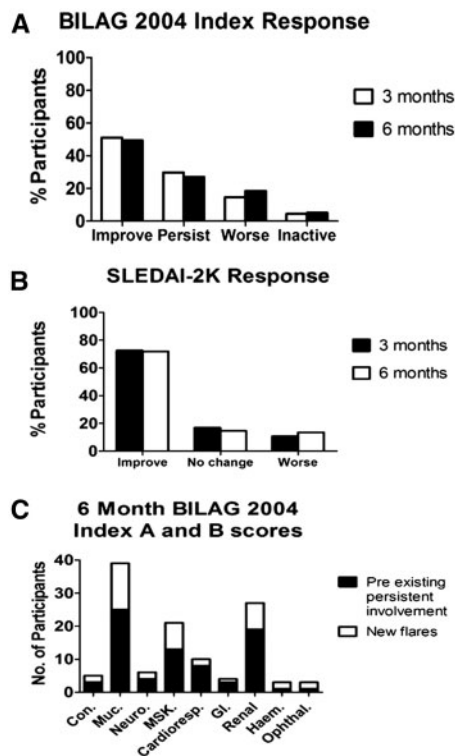 A
BILAG 2004 Index Response
% Participants
100
80
60
40
20
0
Improve Persist Worse Inactive
3 months
6 months
B
SLEDAI-2K Response
% Participants
100
80
60
40
20
0
Improve No change Worse
3 months
6 months
C
6 Month BILAG 2004
Index A and B scores
No. of Participants
40
30
20
10
0
Con. Muc. Neuro. MSK. Cardioresp. GI. Renal Haem. Ophthal.
Pre existing
persistent
involvement
New flares